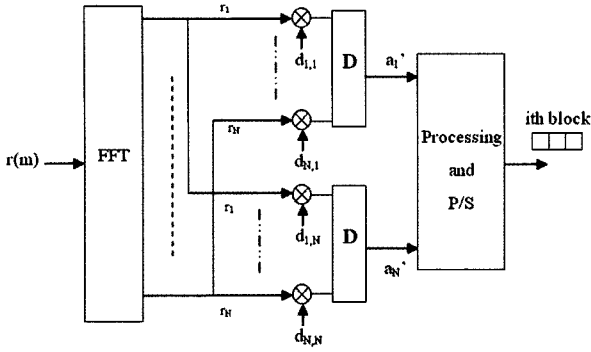 r(m)
FFT
r1
d1,1
rN
dN,1
D
a1'
r1
d1,N
rN
dN,N
D
aN'
Processing
and
P/S
ith block